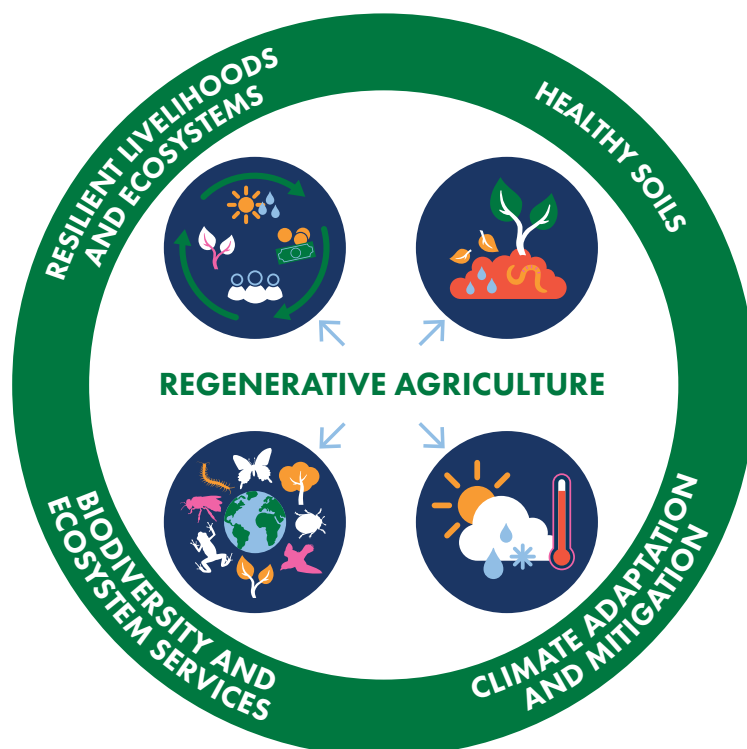 RESILIENT LIVELIHOODS
AND ECOSYSTEMS
HEALTHY SOILS
REGENERATIVE AGRICULTURE
BIODIVERSITY AND
ECOSYSTEM SERVICES
CLIMATE ADAPTATION
AND MITIGATION